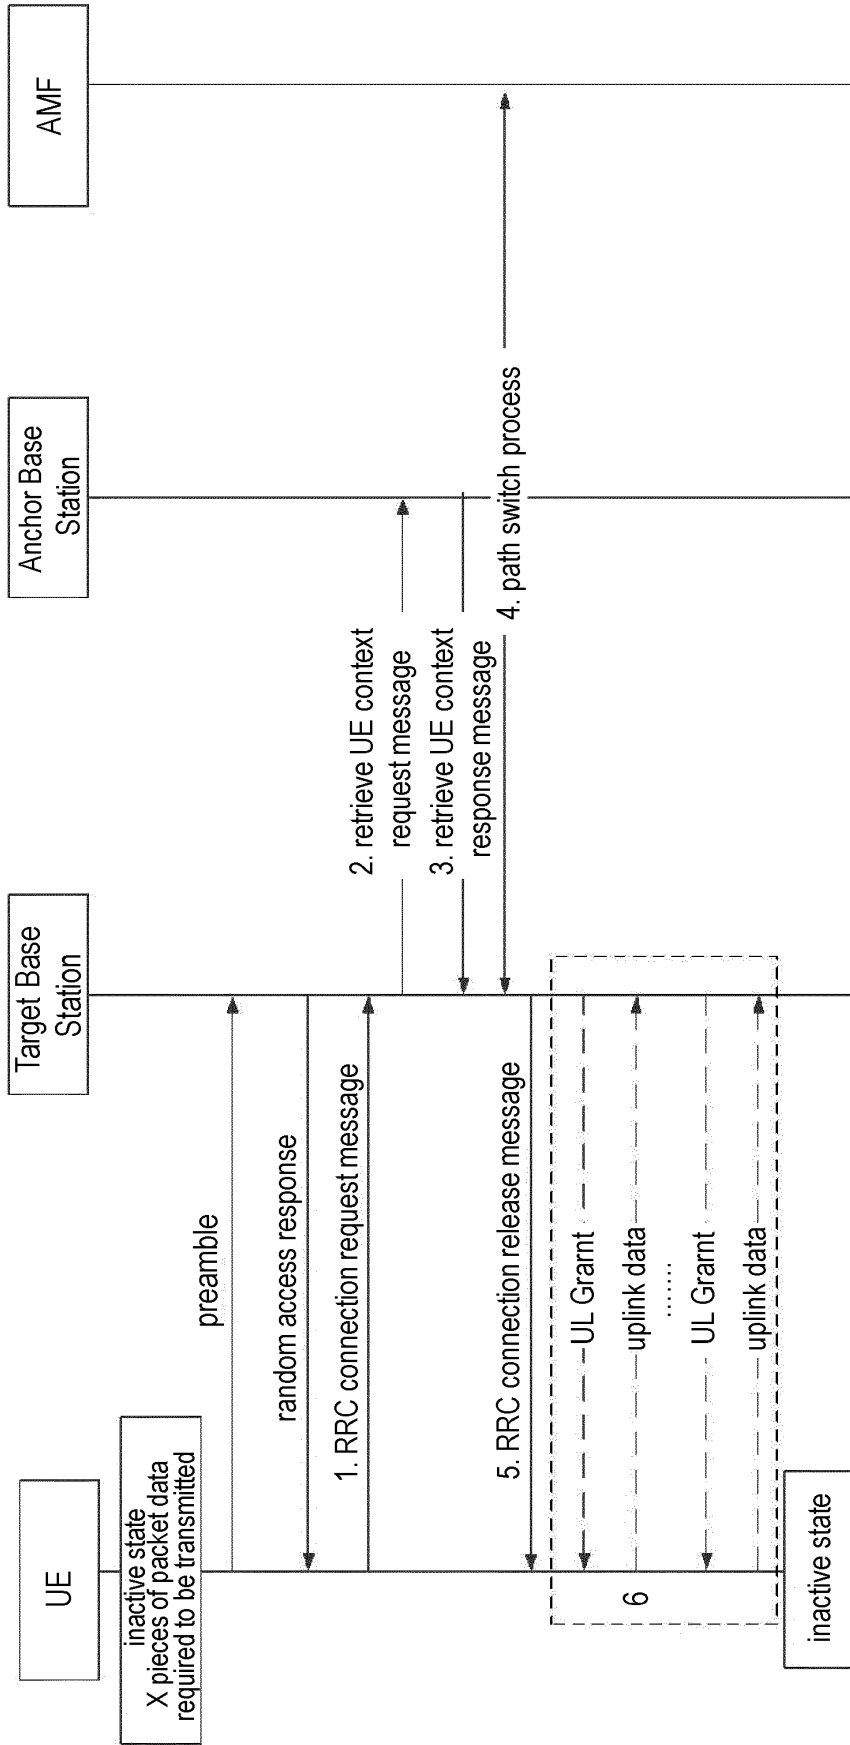 UE
Target Base
Station
Anchor Base
Station
AMF
inactive state
X pieces of packet data
required to be transmitted
preamble
random access response
1. RRC connection request message
2. retrieve UE context
request message
3. retrieve UE context
response message
4. path switch process
5. RRC connection release message
6
UL Grarnt
uplink data
.......
UL Grarnt
uplink data
inactive state